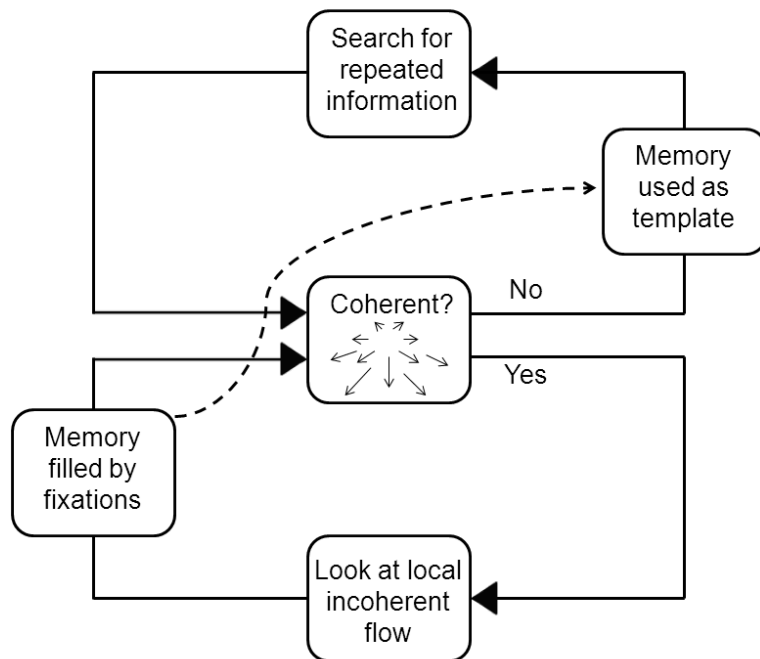 Search for
repeated
information
Memory
used as
template
Coherent?
No
Yes
Memory
filled by
fixations
Look at local
incoherent
flow